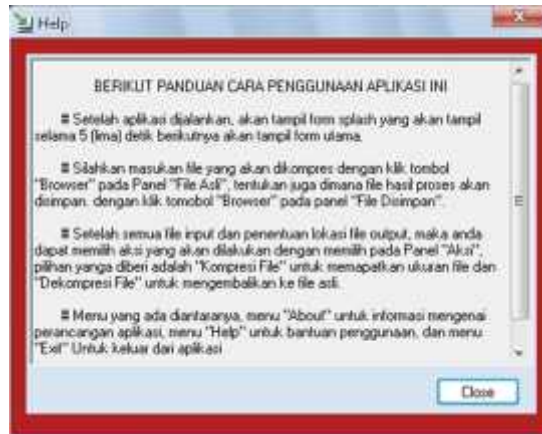 Help
BERIKUT PANDUAN CARA PENGGUNAAN APLIKASI INI
# Setelah aplikasi dijalankan, akan tampil form splash yang akan tampil
selama 5 (lima) detik berikutnya akan tampil form utama.
# Silahkan masukan file yang akan dikompres dengan klik tombol
"Browser" pada Panel "File Asli", tentukan juga dimana file hasil proses akan
disimpan, dengan klik tomobol "Browser" pada panel "File Disimpan".
# Setelah semua file input dan penentuan lokasi file output, maka anda
dapat memilih aksi yang akan dilakukan dengan memilih pada Panel "Aksi",
pilihan yanga diberi adalah "Kompresi File" untuk memapatkan ukuran file dan
"Dekompresi File" untuk mengembalikan ke file asli.
# Menu yang ada diantaranya, menu "About" untuk informasi mengenai
perancangan aplikasi, menu "Help" untuk bantuan penggunaan, dan menu
"Exit" Untuk keluar dari aplikasi
Close